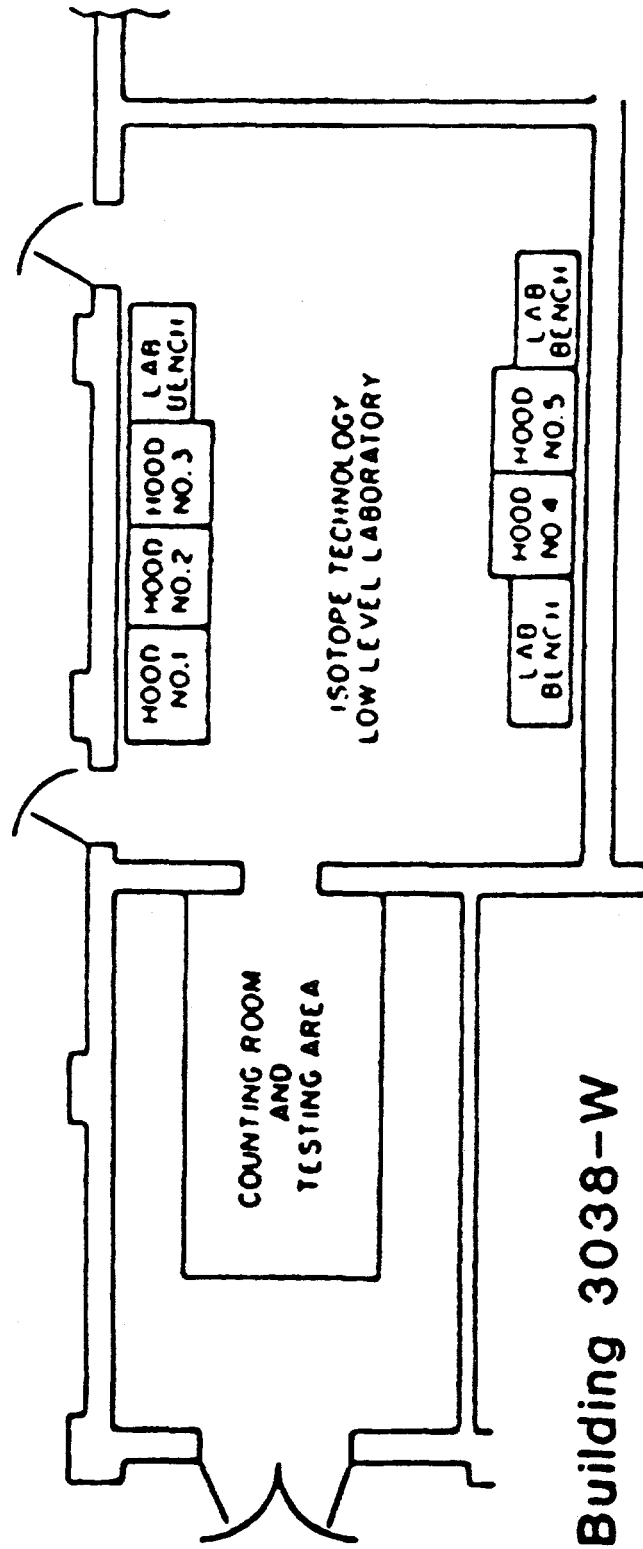 HOOD
NO.1
HOOD
NO.2
HOOD
NO.3
LAB
BENCH
ISOTOPE TECHNOLOGY
LOW LEVEL LABORATORY
LAB
BENCH
HOOD
NO 4
HOOD
NO.5
LAB
BENCH
COUNTING ROOM
AND
TESTING AREA
Building 3038-W